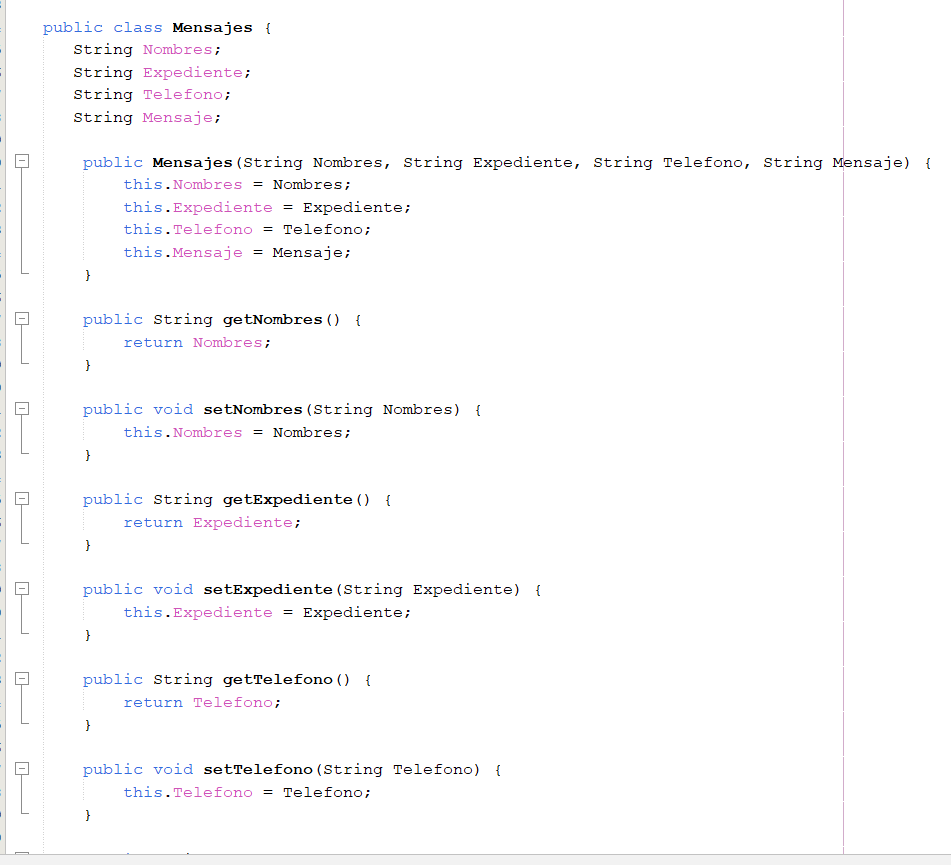 public class Mensajes {
String Nombres;
String Expediente;
String Telefono;
String Mensaje;
public Mensajes(String Nombres, String Expediente, String Telefono, String Mensaje) {
this.Nombres = Nombres;
this.Expediente = Expediente;
this.Telefono = Telefono;
this.Mensaje = Mensaje;
}
public String getNombres() {
return Nombres;
}
public void setNombres(String Nombres) {
this.Nombres = Nombres;
}
public String getExpediente() {
return Expediente;
}
public void setExpediente(String Expediente) {
this.Expediente = Expediente;
}
public String getTelefono() {
return Telefono;
}
public void setTelefono(String Telefono) {
this.Telefono = Telefono;
}